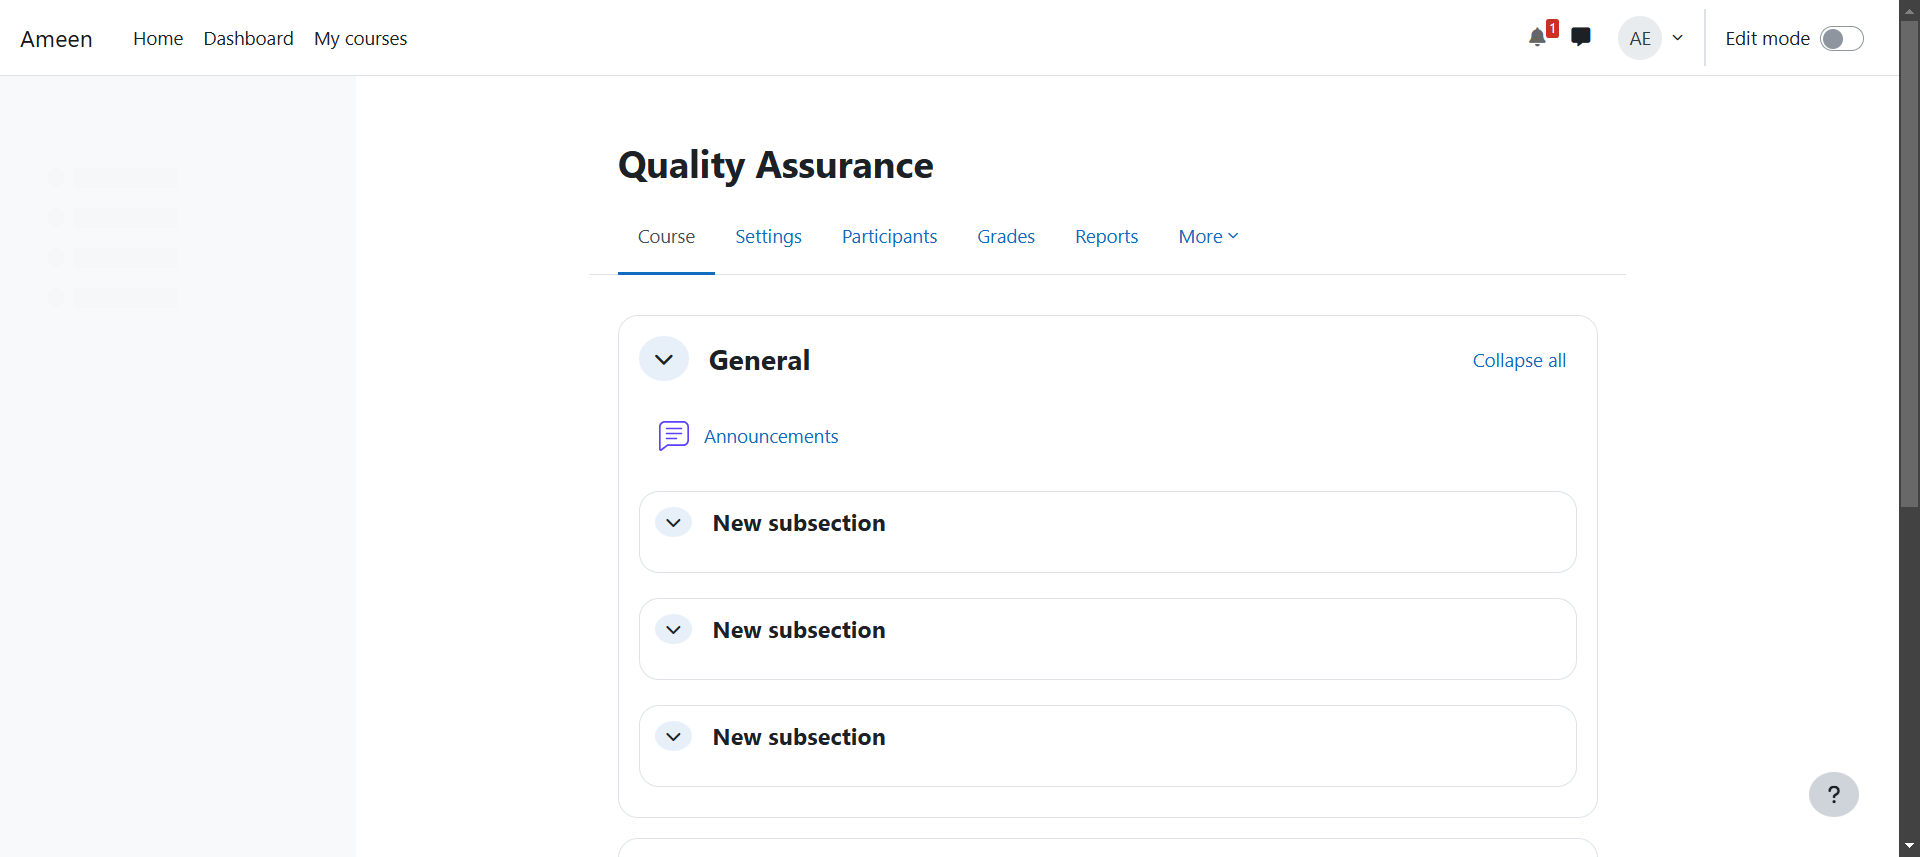 Ameen Home Dashboard My courses 1 AE Edit mode
Quality Assurance
Course Settings Participants Grades Reports More
General Collapse all
Announcements
New subsection
New subsection
New subsection
?